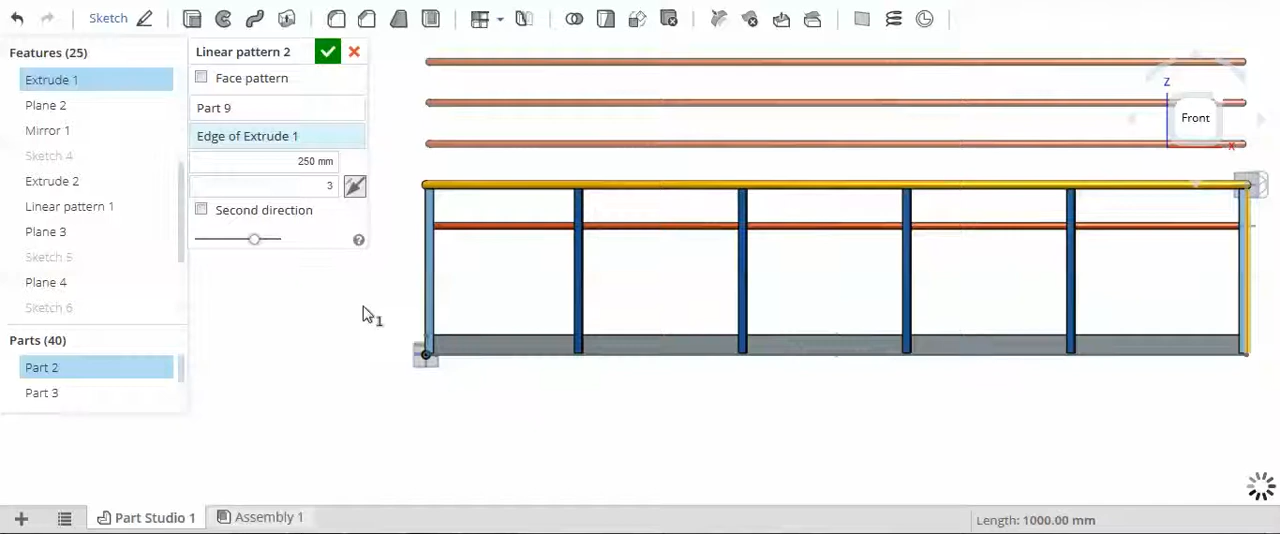 Sketch
Features (25)
Extrude 1
Plane 2
Mirror 1
Sketch 4
Extrude 2
Linear pattern 1
Plane 3
Sketch 5
Plane 4
Sketch 6
Parts (40)
Part 2
Part 3
Linear pattern 2
Face pattern
Part 9
Edge of Extrude 1
250 mm
3
Second direction
?
1
Z
Front
X
Part Studio 1
Assembly 1
Length: 1000.00 mm